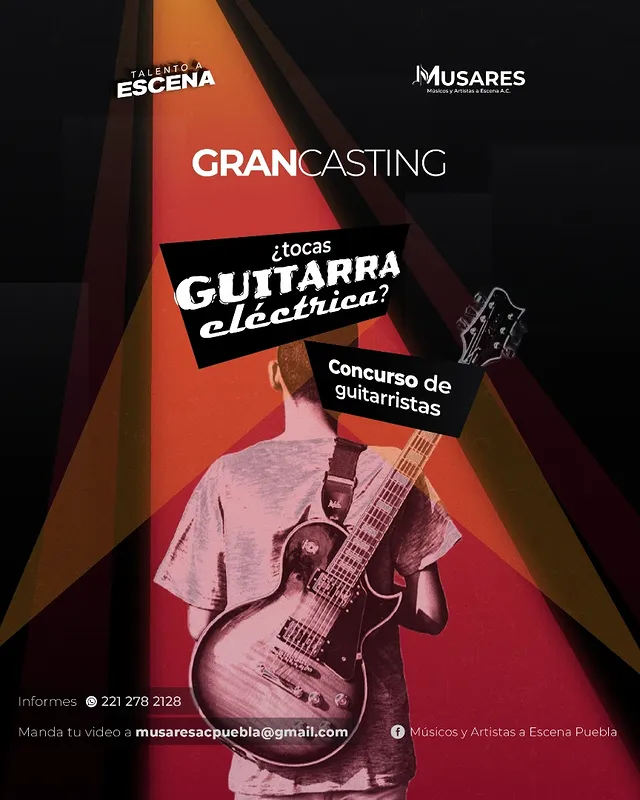 TALENTO A
ESCENA
MUSARES
Músicos y Artistas a Escena A.C.
GRANCASTING
¿tocas
GUITARRA
eléctrica?
Concurso de
guitarristas
Informes 221 278 2128
Manda tu video a musaresacpuebla@gmail.com
Músicos y Artistas a Escena Puebla